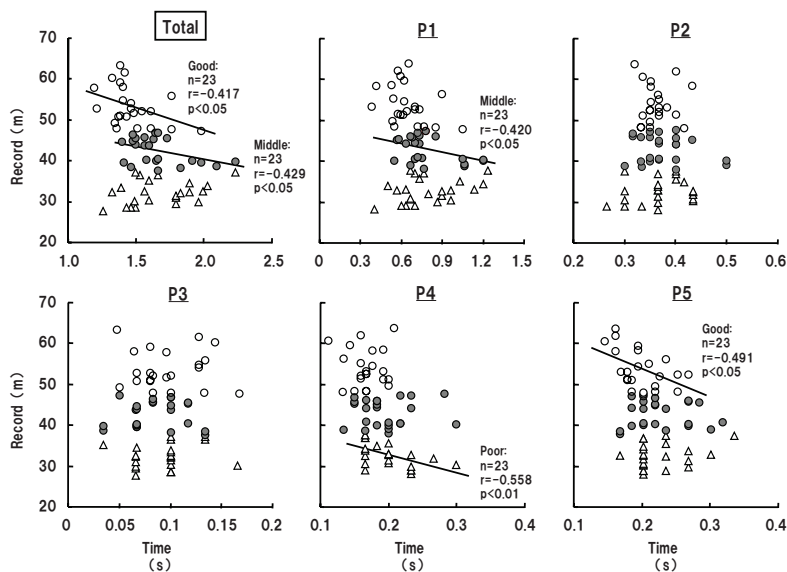 Total
P1
P2
70
60
50
40
30
20
Record (m)
Good:
n=23
r=-0.417
p<0.05
Middle:
n=23
r=-0.429
p<0.05
Middle:
n=23
r=-0.420
p<0.05
1.0 1.5 2.0 2.5
0 0.3 0.6 0.9 1.2 1.5
0.2 0.3 0.4 0.5 0.6
P3
P4
P5
70
60
50
40
30
20
Record (m)
Poor:
n=23
r=-0.558
p<0.01
Good:
n=23
r=-0.491
p<0.05
0 0.05 0.1 0.15 0.2
0.1 0.2 0.3 0.4
0.1 0.2 0.3 0.4
Time
(s)
Time
(s)
Time
(s)